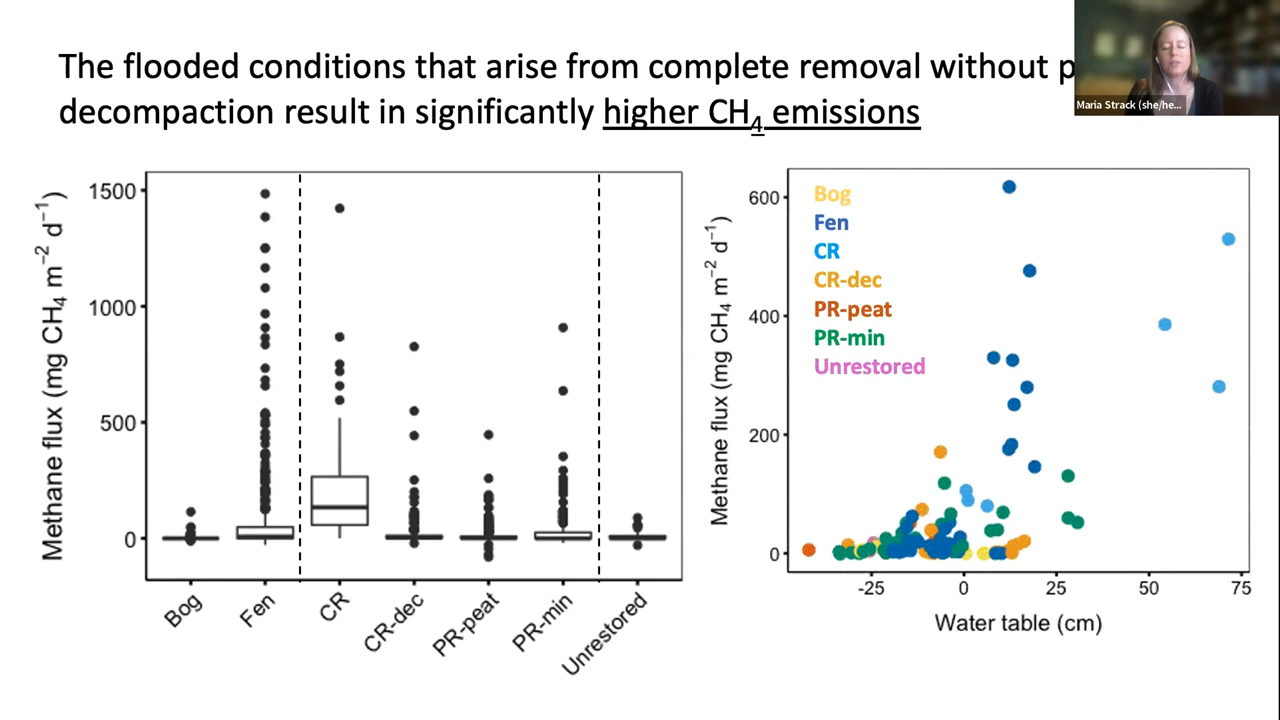 The flooded conditions that arise from complete removal without
decompaction result in significantly higher CH4 emissions
Maria Strack (she/he...
Methane flux (mg CH4 m−2 d−1)
1500
1000
500
0
Bog
Fen
CR
CR-dec
PR-peat
PR-min
Unrestored
Methane flux (mg CH4 m−2 d−1)
600
400
200
0
Bog
Fen
CR
CR-dec
PR-peat
PR-min
Unrestored
-25
0
25
50
75
Water table (cm)